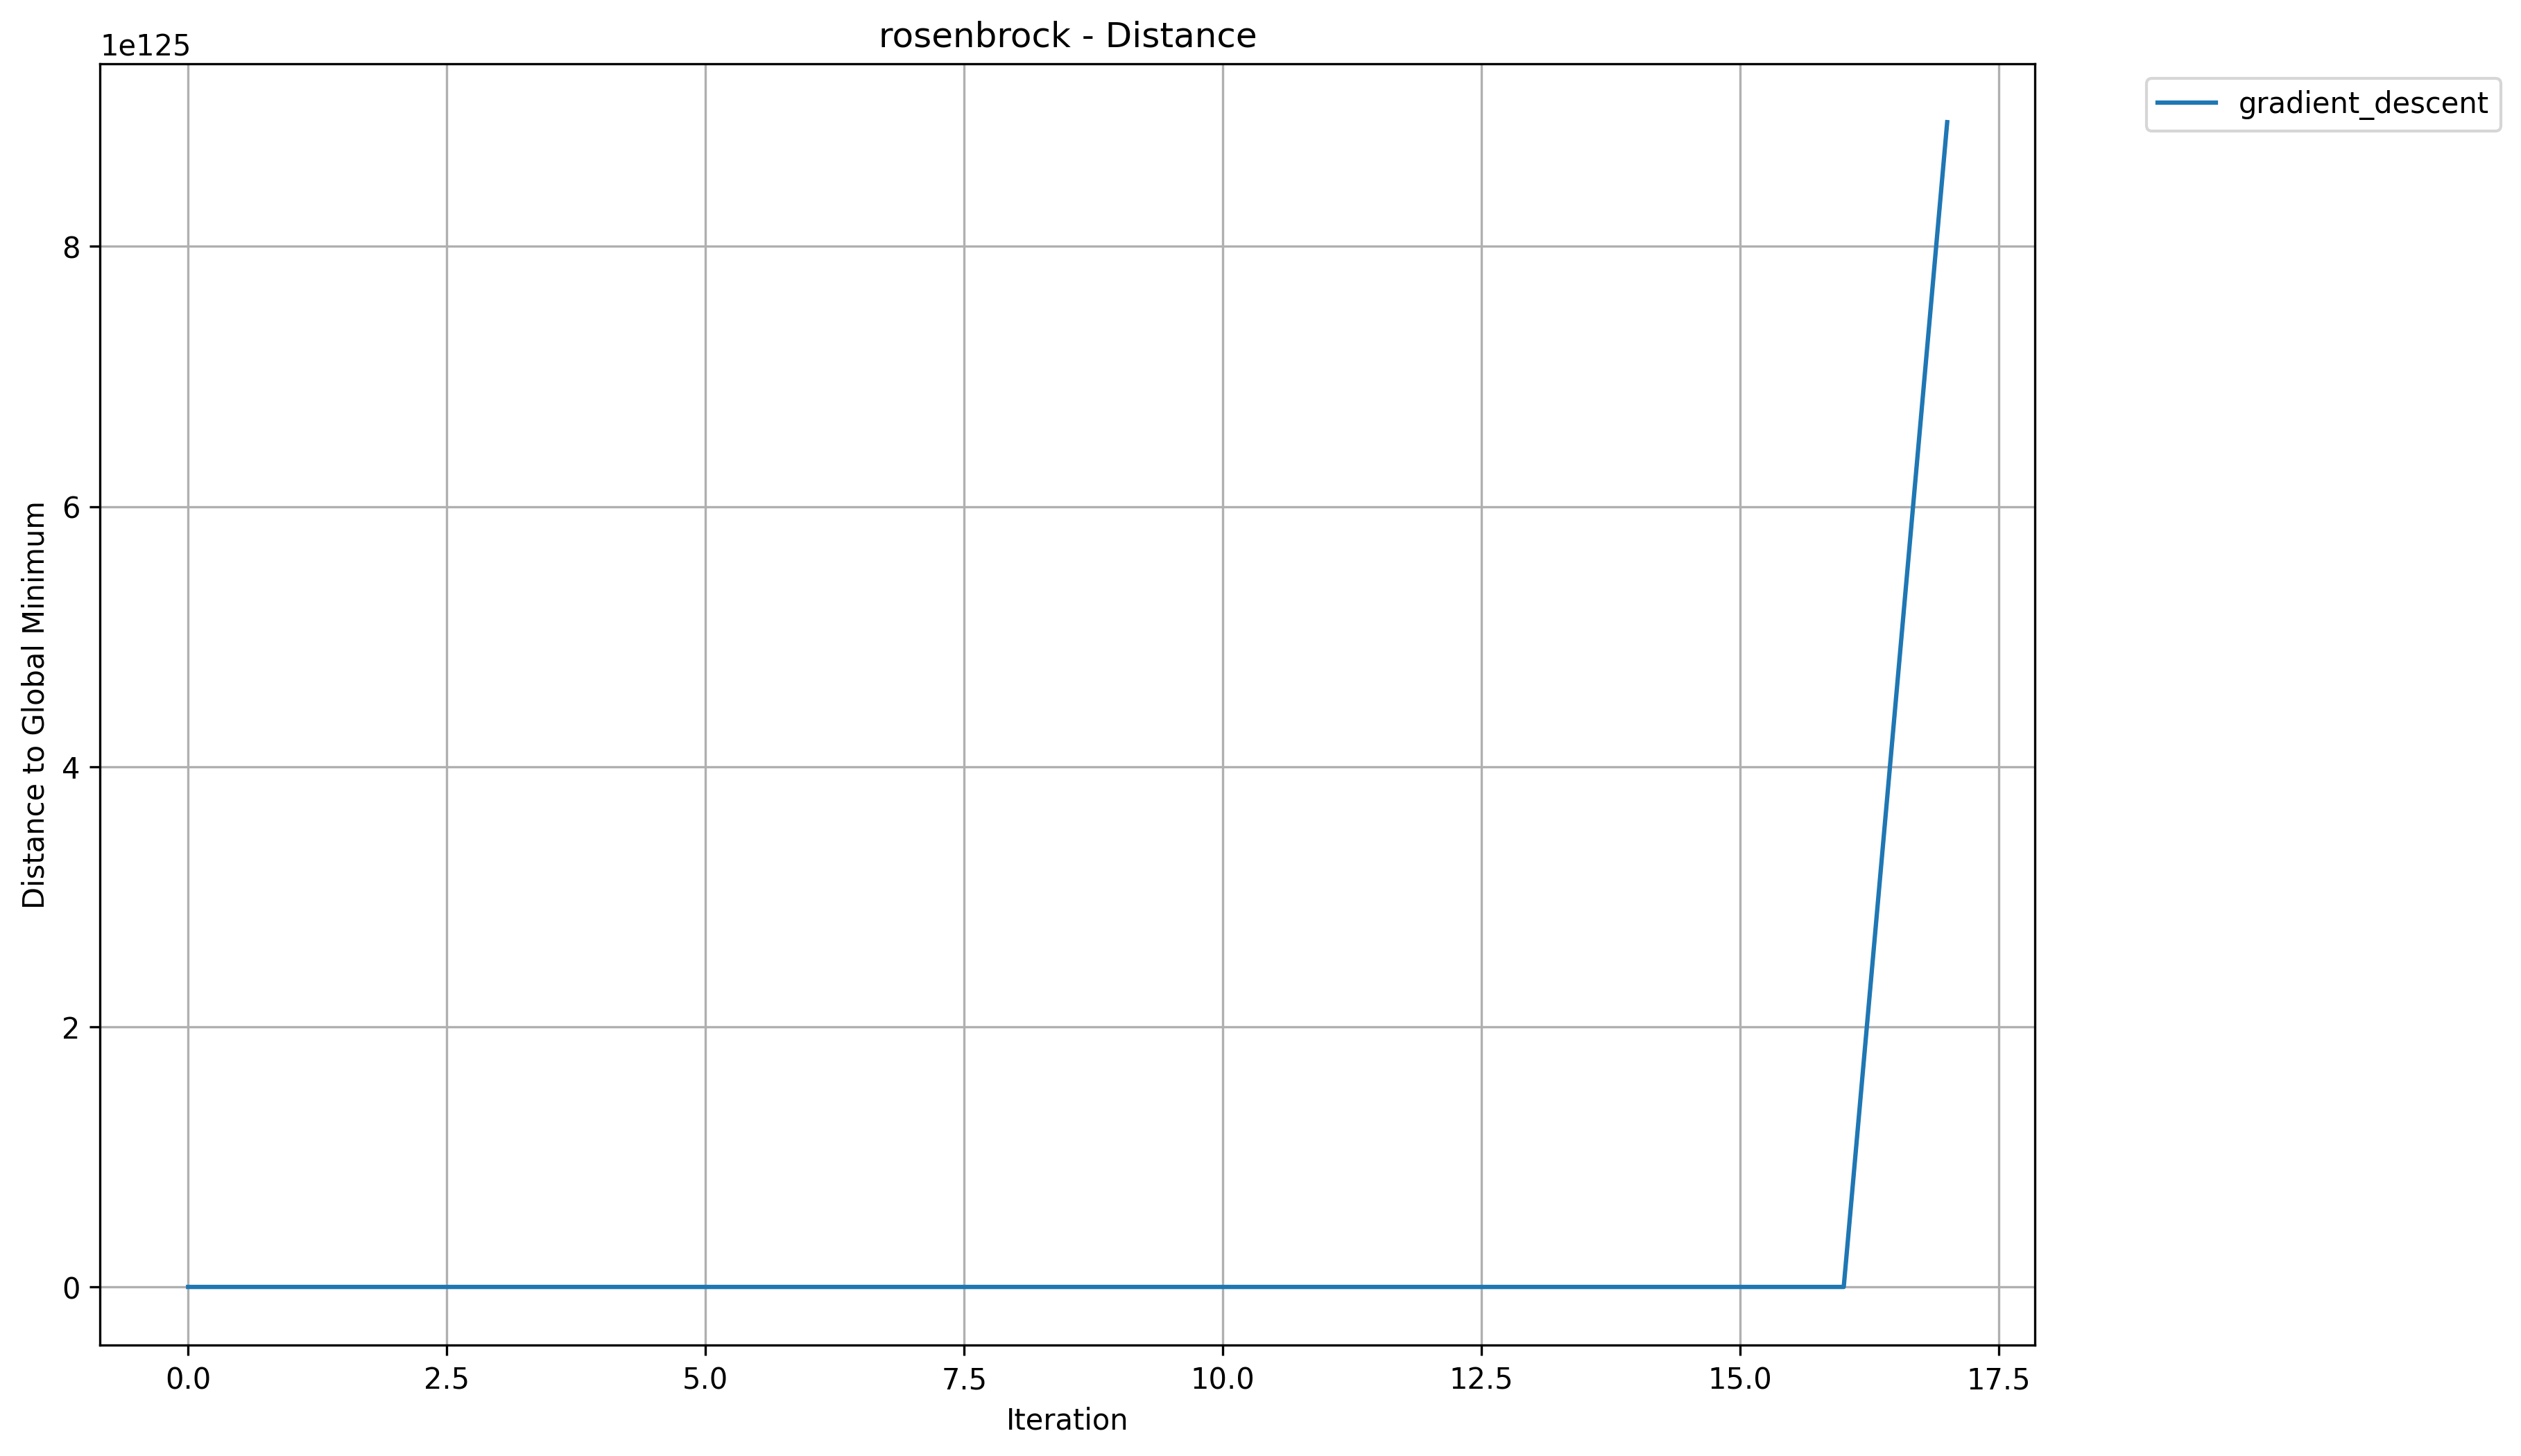 rosenbrock - Distance
1e125
gradient_descent
Distance to Global Minimum
8
6
4
2
0
0.0 2.5 5.0 7.5 10.0 12.5 15.0 17.5
Iteration